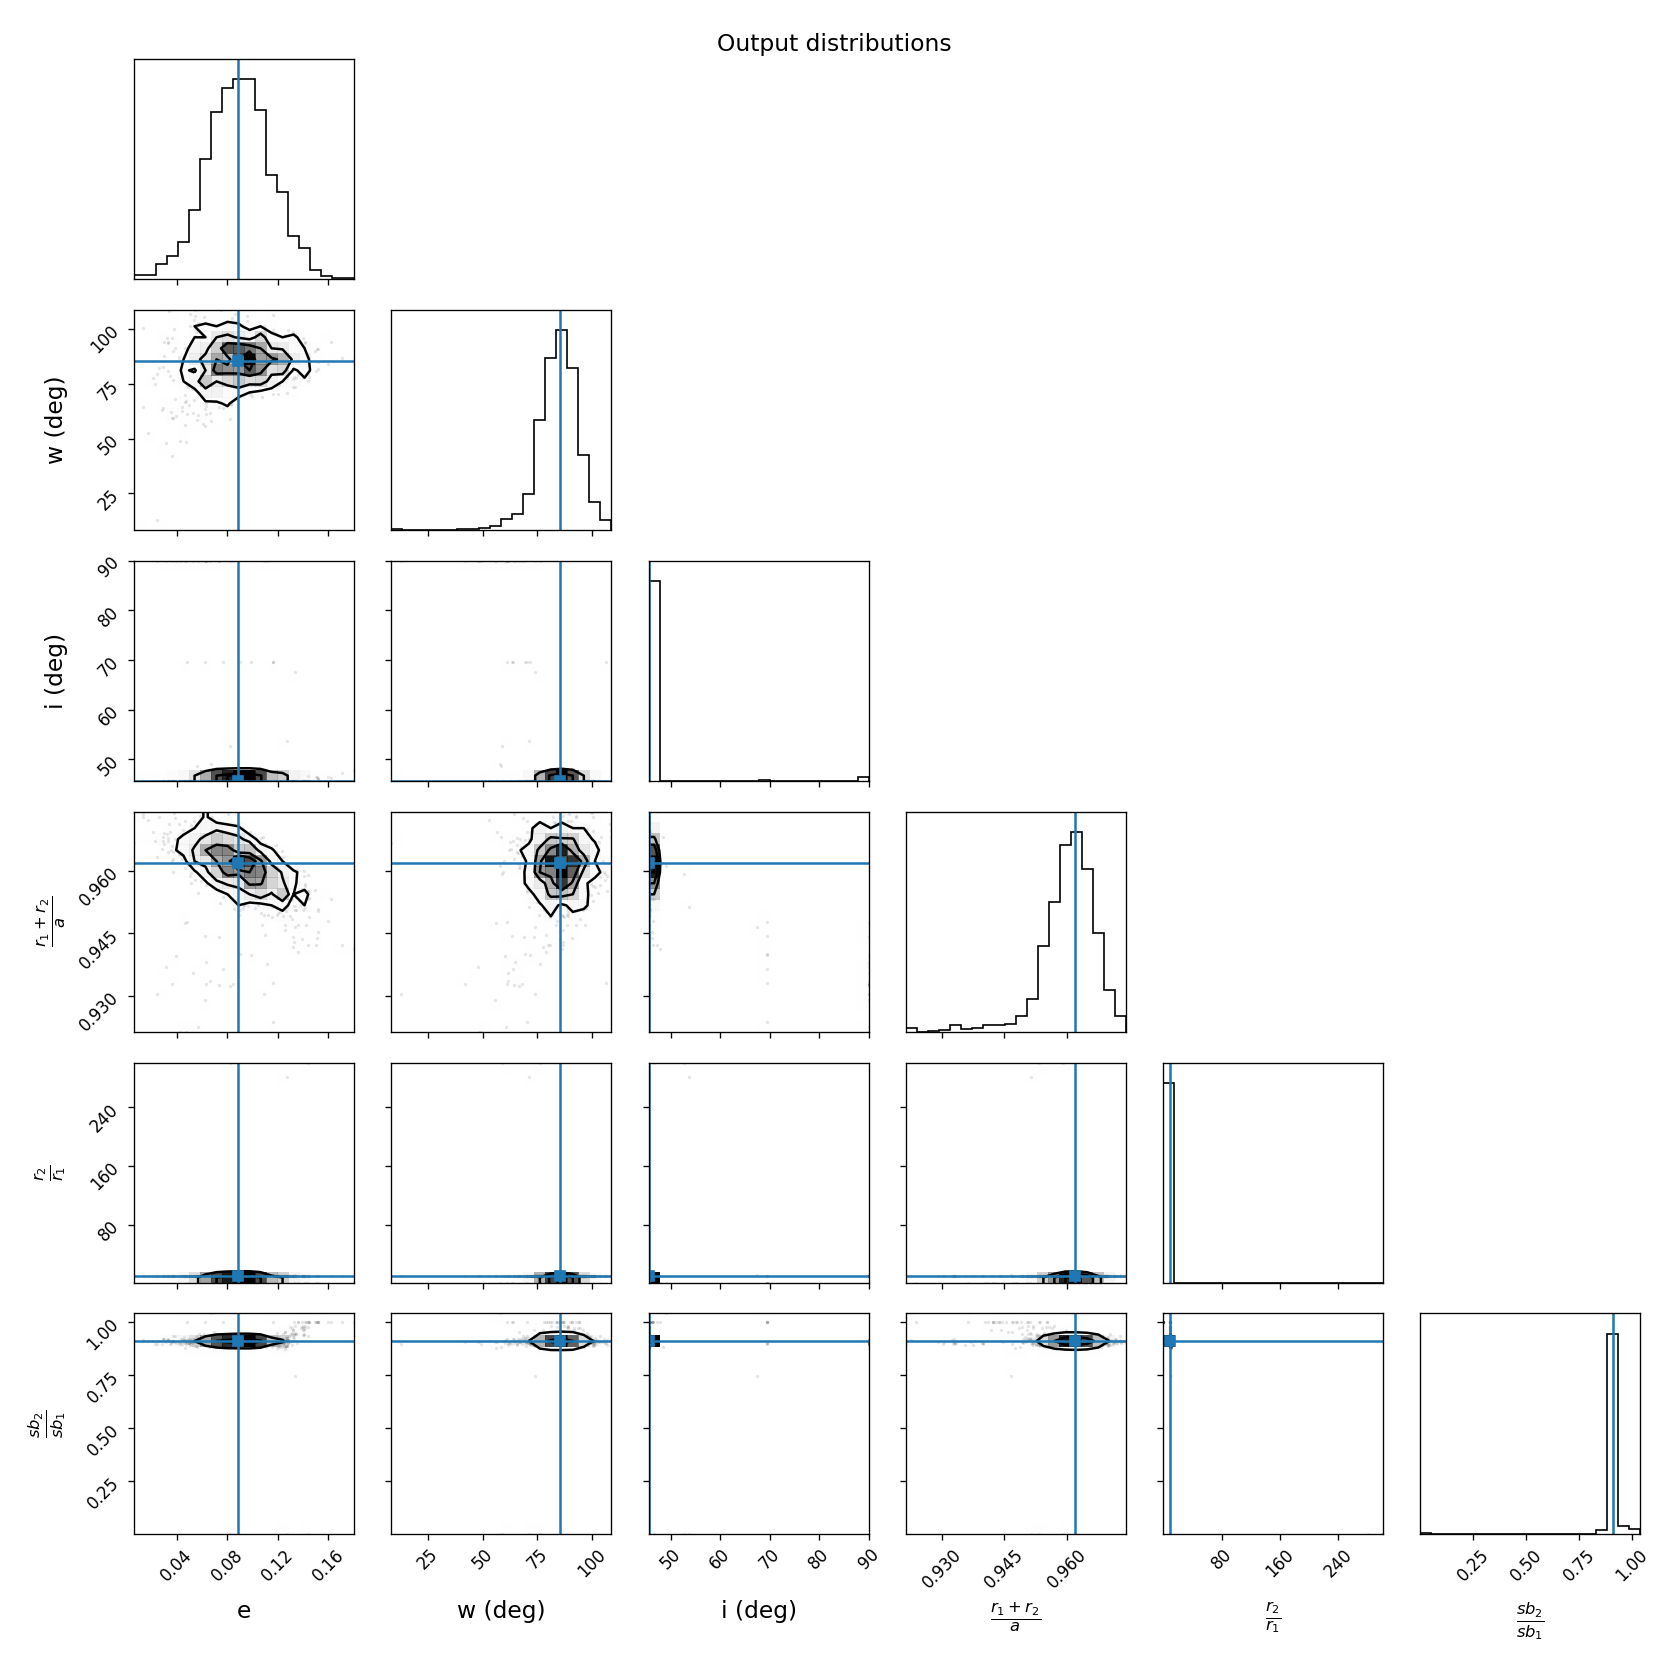 Output distributions
w (deg)
100
75
50
25
i (deg)
90
80
70
60
50
r₁ + r₂
a
0.960
0.945
0.930
r₂
r₁
240
160
80
sb₂
sb₁
1.00
0.75
0.50
0.25
0.04 0.08 0.12 0.16
25 50 75 100
50 60 70 80 90
0.930 0.945 0.960
80 160 240
0.25 0.50 0.75 1.00
e
w (deg)
i (deg)
r₁ + r₂
a
r₂
r₁
sb₂
sb₁